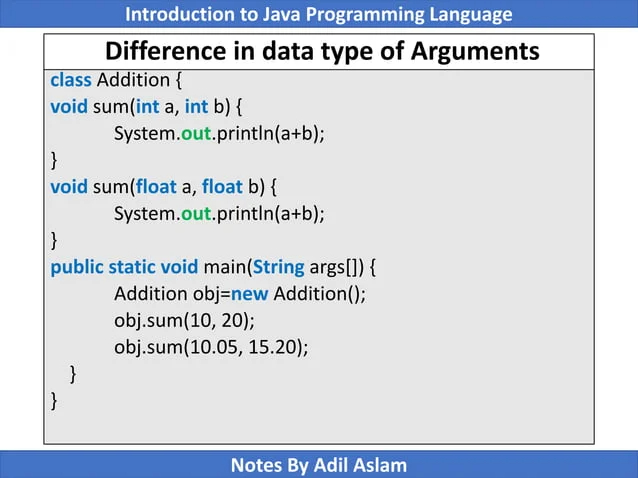 Introduction to Java Programming Language
Difference in data type of Arguments
class Addition {
void sum(int a, int b) {
System.out.println(a+b);
}
void sum(float a, float b) {
System.out.println(a+b);
}
public static void main(String args[]) {
Addition obj=new Addition();
obj.sum(10, 20);
obj.sum(10.05, 15.20);
}
}
Notes By Adil Aslam